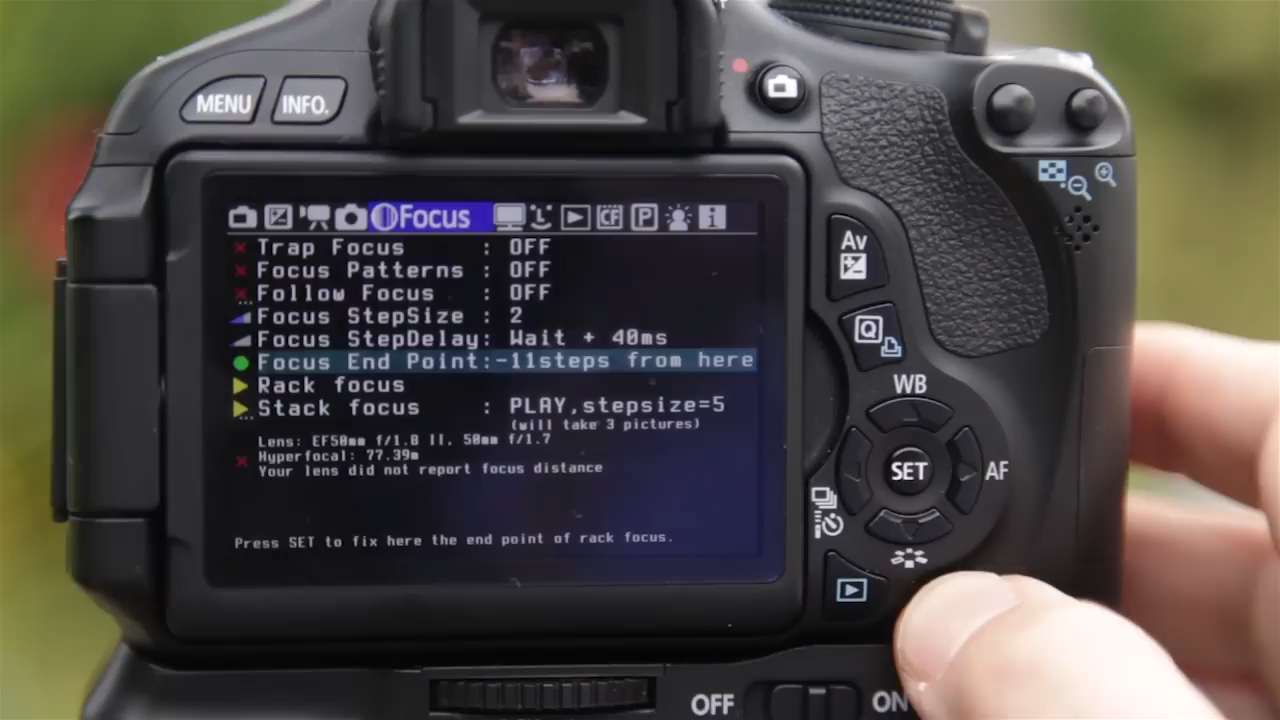 MENU INFO.
Focus
CF P i
Trap Focus : OFF
Focus Patterns : OFF
Follow Focus : OFF
Focus StepSize : 2
Focus StepDelay: Wait + 40ms
Focus End Point:-11steps from here
Rack focus
Stack focus : PLAY,stepsize=5
(will take 3 pictures)
Lens: EF50mm f/1.8 II, 50mm f/1.7
Hyperfocal: 77.39m
Your lens did not report focus distance
Press SET to fix here the end point of rack focus.
Av
Q
WB
SET
AF
OFF ON